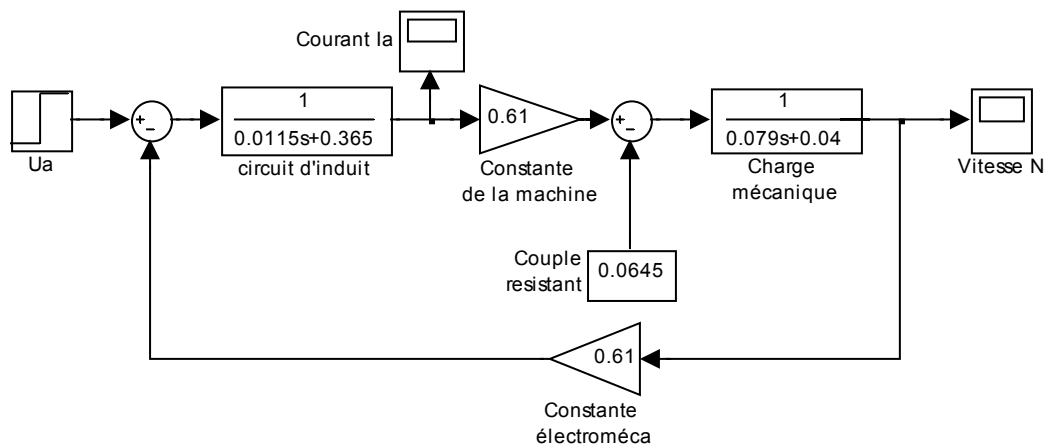 Courant Ia
Ua
+
−
1
0.0115s+0.365
circuit d'induit
0.61
Constante
de la machine
+
−
1
0.079s+0.04
Charge
mécanique
Vitesse N
Couple
resistant
0.0645
0.61
Constante
électroméca